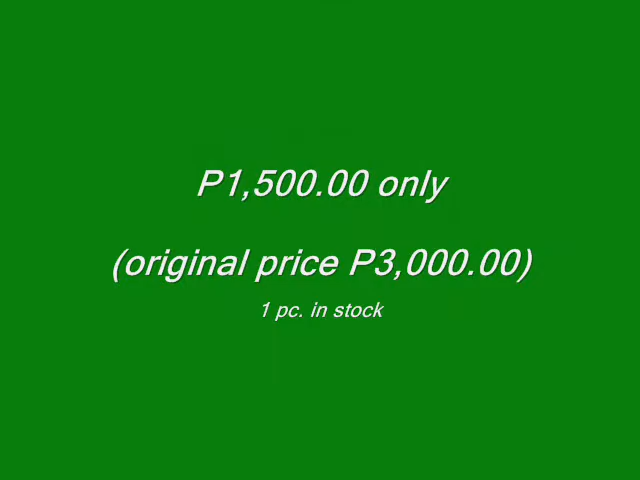 P1,500.00 only
(original price P3,000.00)
1 pc. in stock